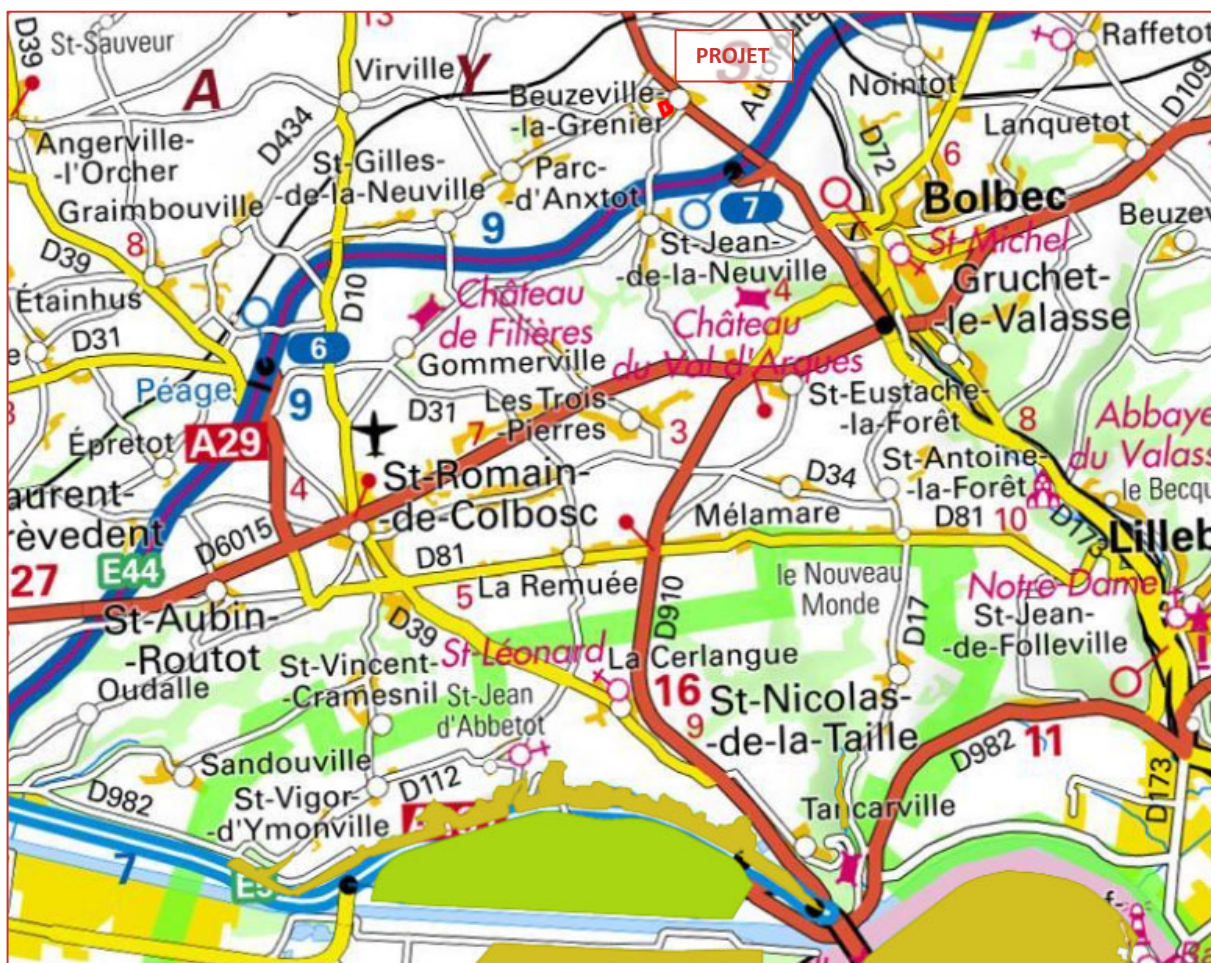 13
D39
St-Sauveur
A
Virville
Y
PROJET
Raffetot
Beuzeville-
-la-Grenier
Nointot
D109
Angerville-
-l'Orcher
D434
Lanquetot
D72
6
St-Gilles-
-de-la-Neuville
Parc-
-d'Anxtot
Graimbouville
9
7
Bolbec
8
D39
St-Jean-
-de-la-Neuville
St-Michel
Étainhus
D10
Château
de Filières
4
Gruchet-
-le-Valasse
D31
6
Château
du Val d'Arques
Gommerville
Péage
9
D31
Les Trois-
-Pierres
St-Eustache-
-la-Forêt
3
7
8
Épretot
A29
St-Antoine-
-la-Forêt
4
St-Romain-
-de-Colbosc
D34
le Becqu
Mélamare
D81
10
D173
D6015
D81
E44
27
5
La Remuée
le Nouveau
Monde
Notre-Dame
St-Aubin-
-Routot
D39
D910
D17
St-Jean-
-de-Folleville
St-Vincent-
-Cramesnil
St-Léonard
La Cerlangue
Oudalle
St-Jean
d'Abbetot
16
9
St-Nicolas-
-de-la-Taille
D982
11
Sandouville
D112
D982
D173
St-Vigor-
-d'Ymonville
Tancarville
7